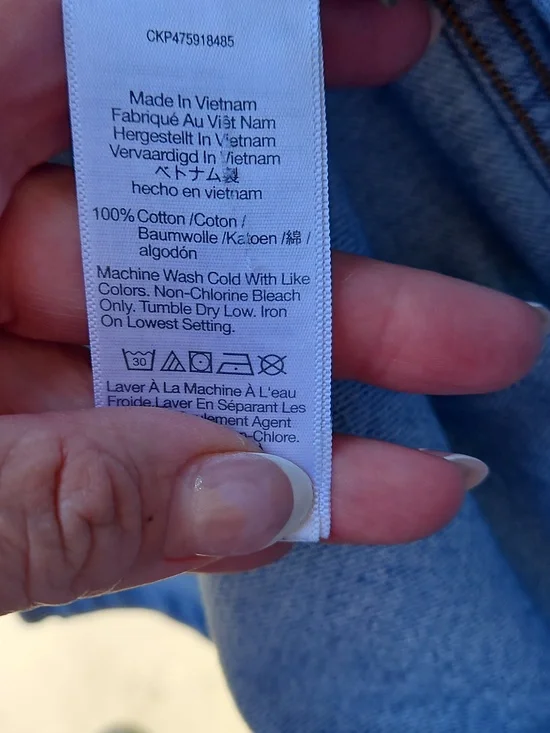 CKP475918485
Made In Vietnam
Fabriqué Au Việt Nam
Hergestellt In Vietnam
Vervaardigd In Vietnam
ベトナム製
hecho en vietnam
100% Cotton /Coton /
Baumwolle /Katoen /綿 /
algodón
Machine Wash Cold With Like
Colors. Non-Chlorine Bleach
Only. Tumble Dry Low. Iron
On Lowest Setting.
30
Laver À La Machine À L'eau
Froide.Laver En Séparant Les
Agent
Chlore.